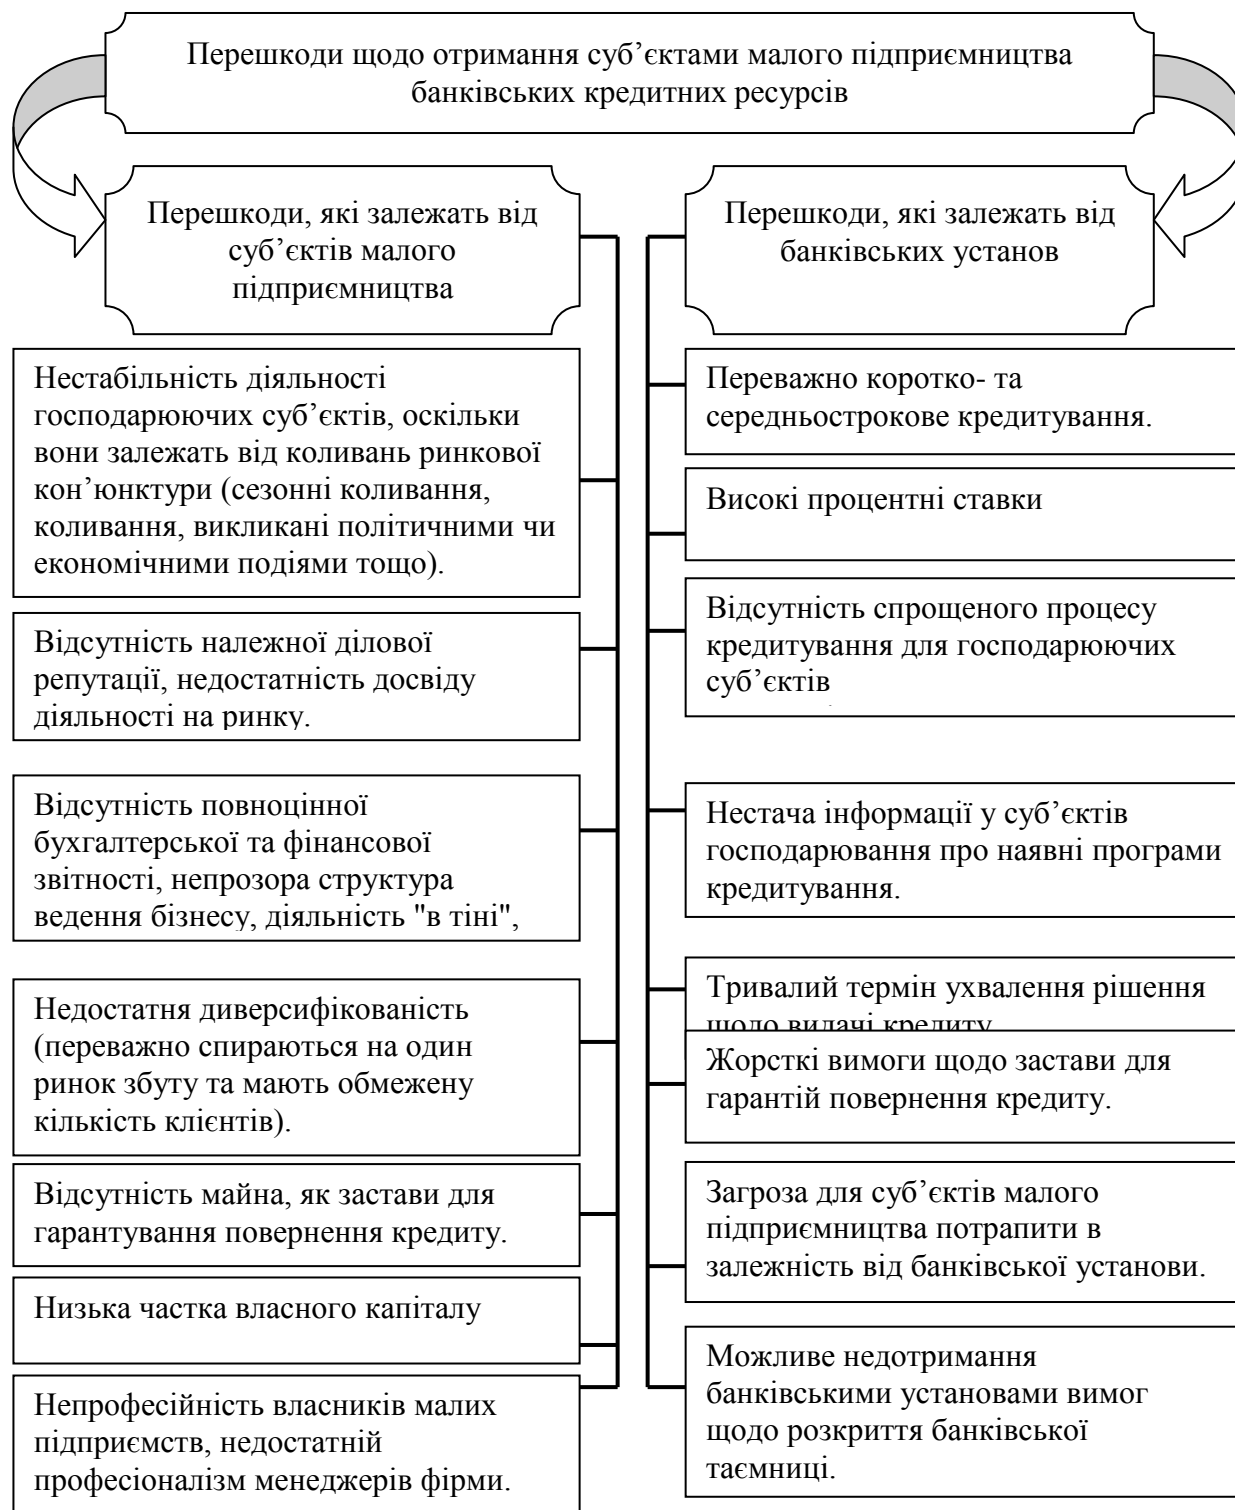 Перешкоди щодо отримання суб’єктами малого підприємництва
банківських кредитних ресурсів
Перешкоди, які залежать від
суб’єктів малого
підприємництва
Нестабільність діяльності
господарюючих суб’єктів, оскільки
вони залежать від коливань ринкової
кон’юнктури (сезонні коливання,
коливання, викликані політичними чи
економічними подіями тощо).
Відсутність належної ділової
репутації, недостатність досвіду
діяльності на ринку.
Відсутність повноцінної
бухгалтерської та фінансової
звітності, непрозора структура
ведення бізнесу, діяльність "в тіні",
Недостатня диверсифікованість
(переважно спираються на один
ринок збуту та мають обмежену
кількість клієнтів).
Відсутність майна, як застави для
гарантування повернення кредиту.
Низька частка власного капіталу
Непрофесійність власників малих
підприємств, недостатній
професіоналізм менеджерів фірми.
Перешкоди, які залежать від
банківських установ
Переважно коротко- та
середньострокове кредитування.
Високі процентні ставки
Відсутність спрощеного процесу
кредитування для господарюючих
суб’єктів
Нестача інформації у суб’єктів
господарювання про наявні програми
кредитування.
Тривалий термін ухвалення рішення
щодо видачі кредиту
Жорсткі вимоги щодо застави для
гарантій повернення кредиту.
Загроза для суб’єктів малого
підприємництва потрапити в
залежність від банківської установи.
Можливе недотримання
банківськими установами вимог
щодо розкриття банківської
таємниці.